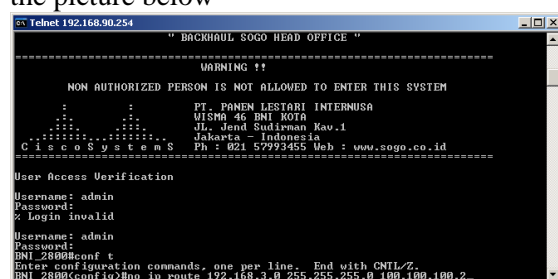 the picture below
Telnet 192.168.90.254
" BACKHAUL SOGO HEAD OFFICE "
================================================================
WARNING !!
NON AUTHORIZED PERSON IS NOT ALLOWED TO ENTER THIS SYSTEM
: : PT. PANEN LESTARI INTERNUSA
.:. .:. WISMA 46 BNI KOTA
.:::. .:::. JL. Jend Sudirman Kav.1
..:::::::...:::::::.. Jakarta - Indonesia
C i s c o S y s t e m S Ph : 021 57993455 Web : www.sogo.co.id
================================================================
User Access Verification
Username: admin
Password:
% Login invalid
Username: admin
Password:
BNI_2800#conf t
Enter configuration commands, one per line. End with CNTL/Z.
BNI_2800(config)#no ip route 192.168.3.0 255.255.255.0 100.100.100.2_